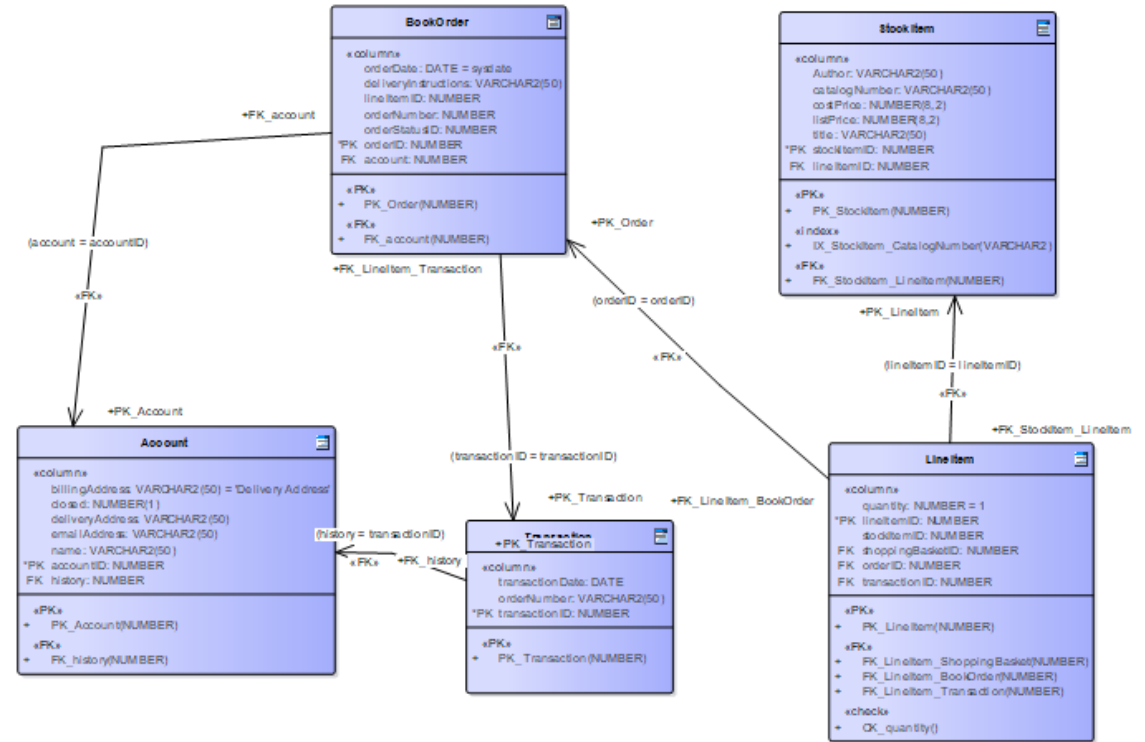 BookOrder
«column»
orderDate: DATE = sysdate
deliveryInstructions: VARCHAR2(50)
lineItemID: NUMBER
orderNumber: NUMBER
orderStatusID: NUMBER
*PK orderID: NUMBER
FK account: NUMBER
«PK»
+ PK_Order(NUMBER)
«FK»
+ FK_account(NUMBER)
StockItem
«column»
Author: VARCHAR2(50)
catalogNumber: VARCHAR2(50)
costPrice: NUMBER(8,2)
listPrice: NUMBER(8,2)
title: VARCHAR2(50)
*PK stockItemID: NUMBER
FK lineItemID: NUMBER
«PK»
+ PK_StockItem(NUMBER)
«index»
+ IX_StockItem_CatalogNumber(VARCHAR2)
«FK»
+ FK_StockItem_LineItem(NUMBER)
+FK_account
(account = accountID)
«FK»
+PK_Account
+FK_LineItem_Transaction
«FK»
(transactionID = transactionID)
+PK_Transaction
+PK_Order
(orderID = orderID)
«FK»
+FK_LineItem_BookOrder
+PK_LineItem
(lineItemID = lineItemID)
«FK»
+FK_StockItem_LineItem
Account
«column»
billingAddress: VARCHAR2(50) = 'Delivery Address'
closed: NUMBER(1)
deliveryAddress: VARCHAR2(50)
emailAddress: VARCHAR2(50)
name: VARCHAR2(50)
*PK accountID: NUMBER
FK history: NUMBER
«PK»
+ PK_Account(NUMBER)
«FK»
+ FK_history(NUMBER)
(history = transactionID)
«FK»
+FK_history
+PK_Transaction
Transaction
«column»
transactionDate: DATE
orderNumber: VARCHAR2(50)
*PK transactionID: NUMBER
«PK»
+ PK_Transaction(NUMBER)
LineItem
«column»
quantity: NUMBER = 1
*PK lineItemID: NUMBER
stockItemID: NUMBER
FK shoppingBasketID: NUMBER
FK orderID: NUMBER
FK transactionID: NUMBER
«PK»
+ PK_LineItem(NUMBER)
«FK»
+ FK_LineItem_ShoppingBasket(NUMBER)
+ FK_LineItem_BookOrder(NUMBER)
+ FK_LineItem_Transaction(NUMBER)
«check»
+ CK_quantity()